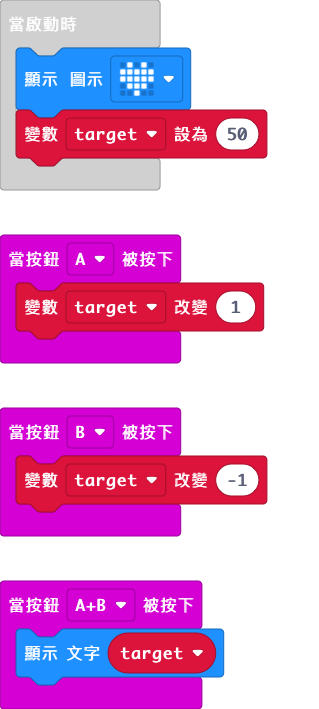 當啟動時
顯示 圖示
變數 target 設為 50
當按鈕 A 被按下
變數 target 改變 1
當按鈕 B 被按下
變數 target 改變 -1
當按鈕 A+B 被按下
顯示 文字 target